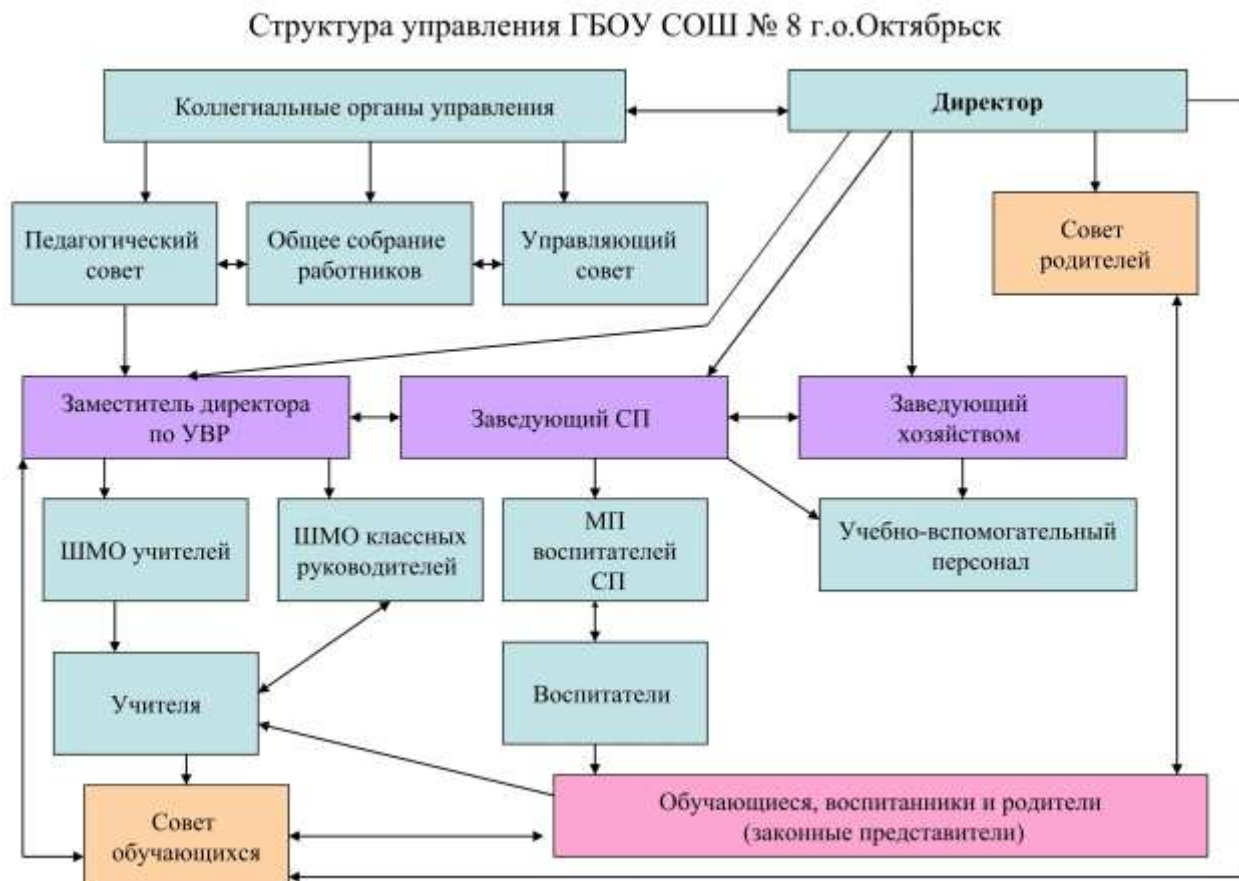 Структура управления ГБОУ СОШ № 8 г.о.Октябрьск
Коллегиальные органы управления
Директор
Педагогический
совет
Общее собрание
работников
Управляющий
совет
Совет
родителей
Заместитель директора
по УВР
Заведующий СП
Заведующий
хозяйством
ШМО учителей
ШМО классных
руководителей
МП
воспитателей
СП
Учебно-вспомогательный
персонал
Учителя
Воспитатели
Совет
обучающихся
Обучающиеся, воспитанники и родители
(законные представители)